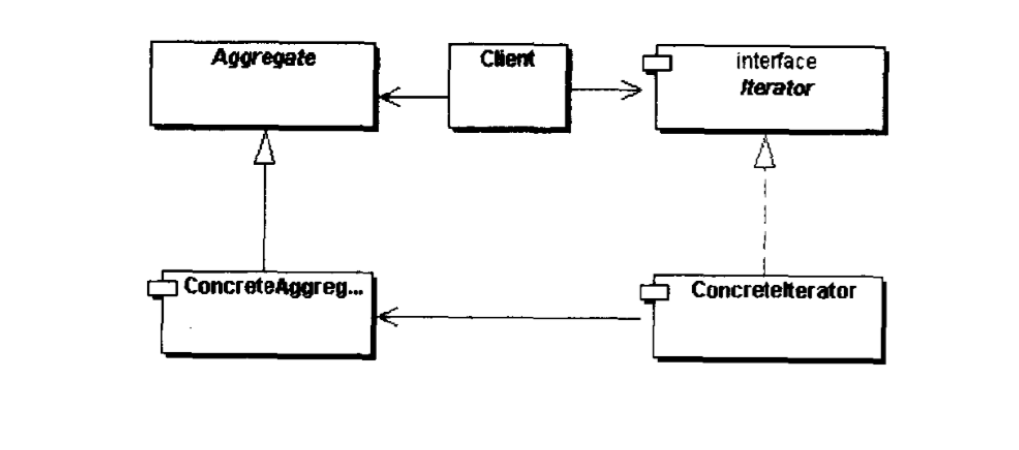 Aggregate
Client
interface
Iterator
ConcreteAggreg...
ConcreteIterator